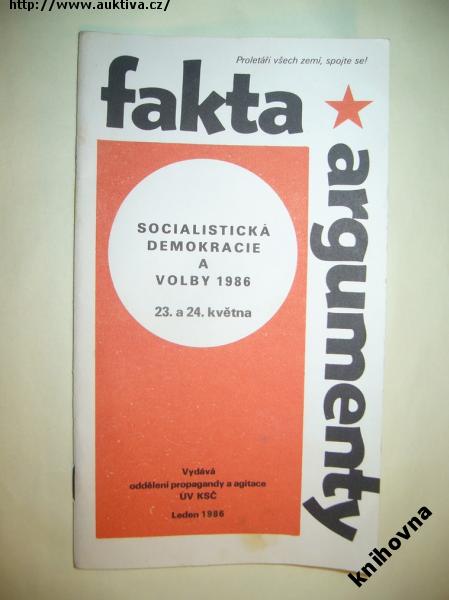 http://www.auktiva.cz/
Proletáři všech zemí, spojte se!
fakta
argumenty
SOCIALISTICKÁ
DEMOKRACIE
A
VOLBY 1986
23. a 24. května
Vydává
oddělení propagandy a agitace
ÚV KSČ
Leden 1986
knihovna